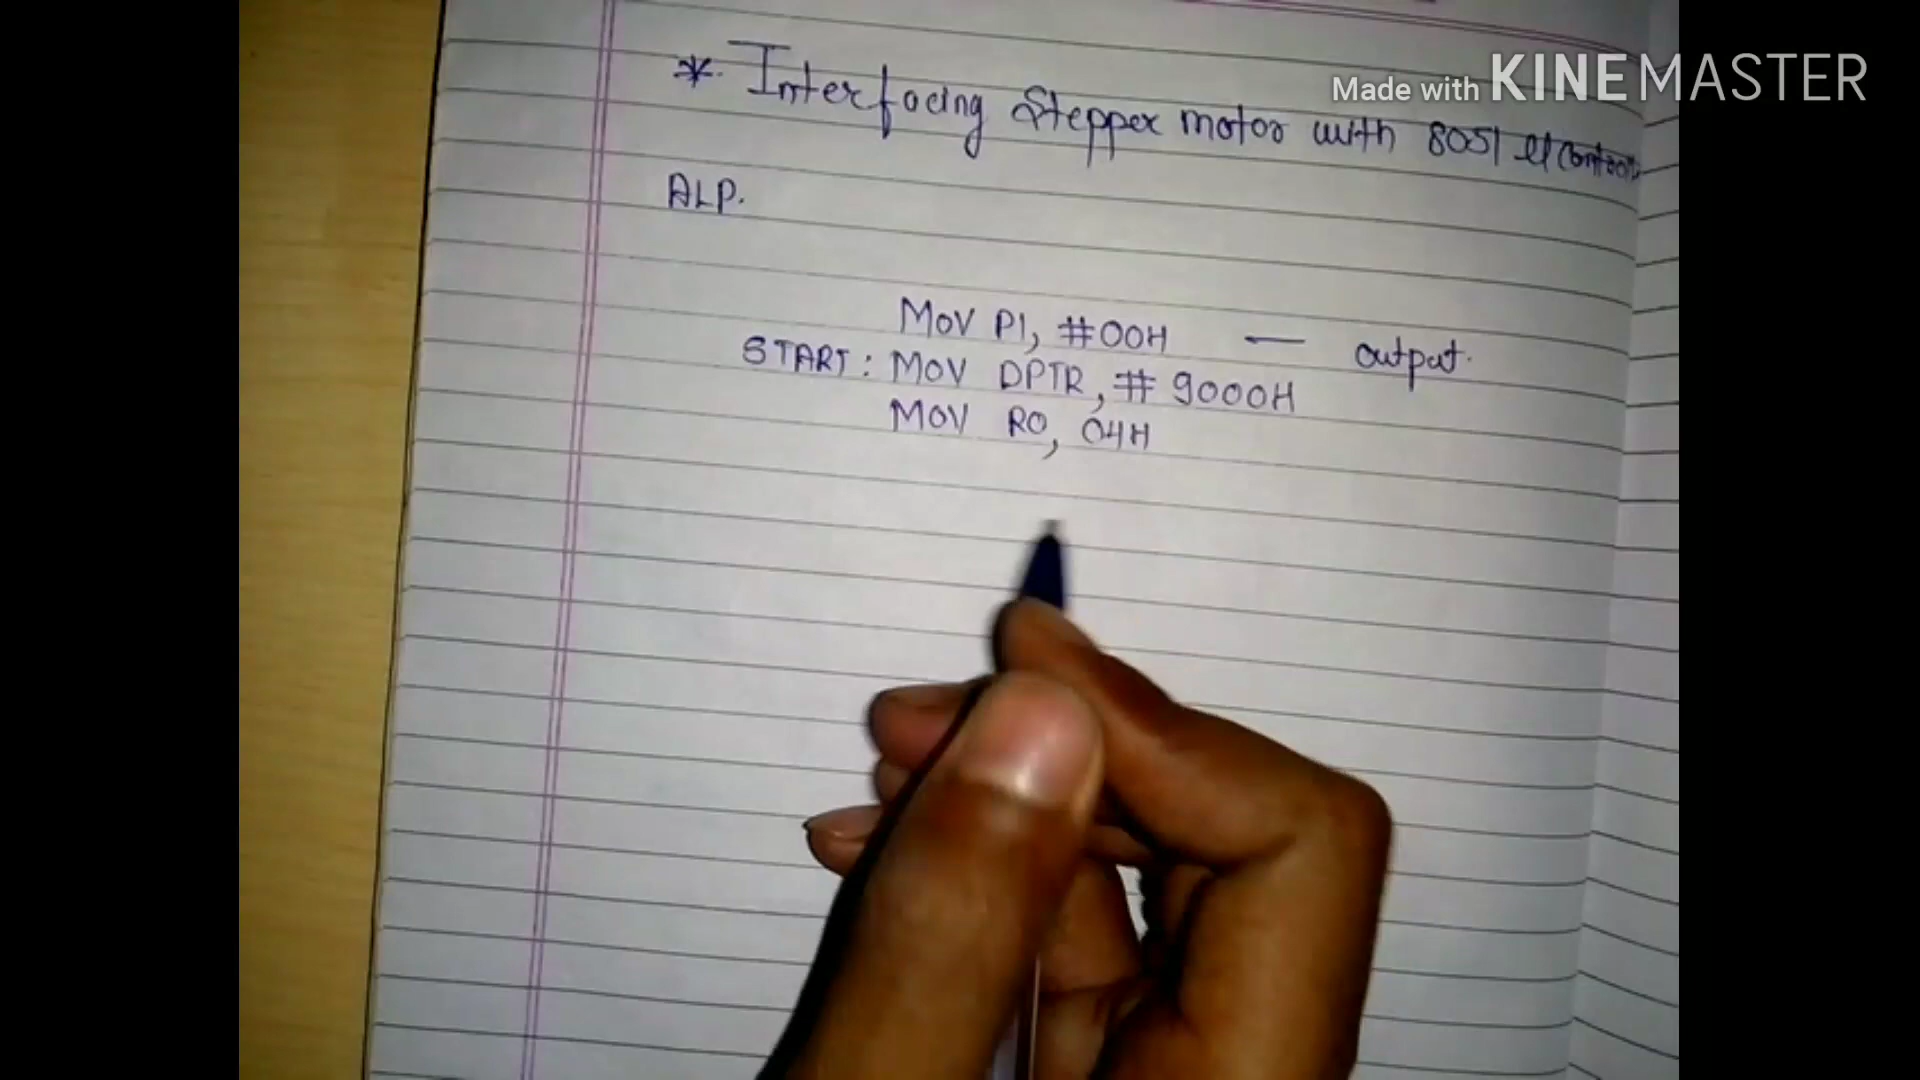 Made with KINEMASTER
* Interfacing Stepper motor with 8051
ALP.
MOV P1, #00H — output.
START: MOV DPTR, #9000H
MOV R0, 04H